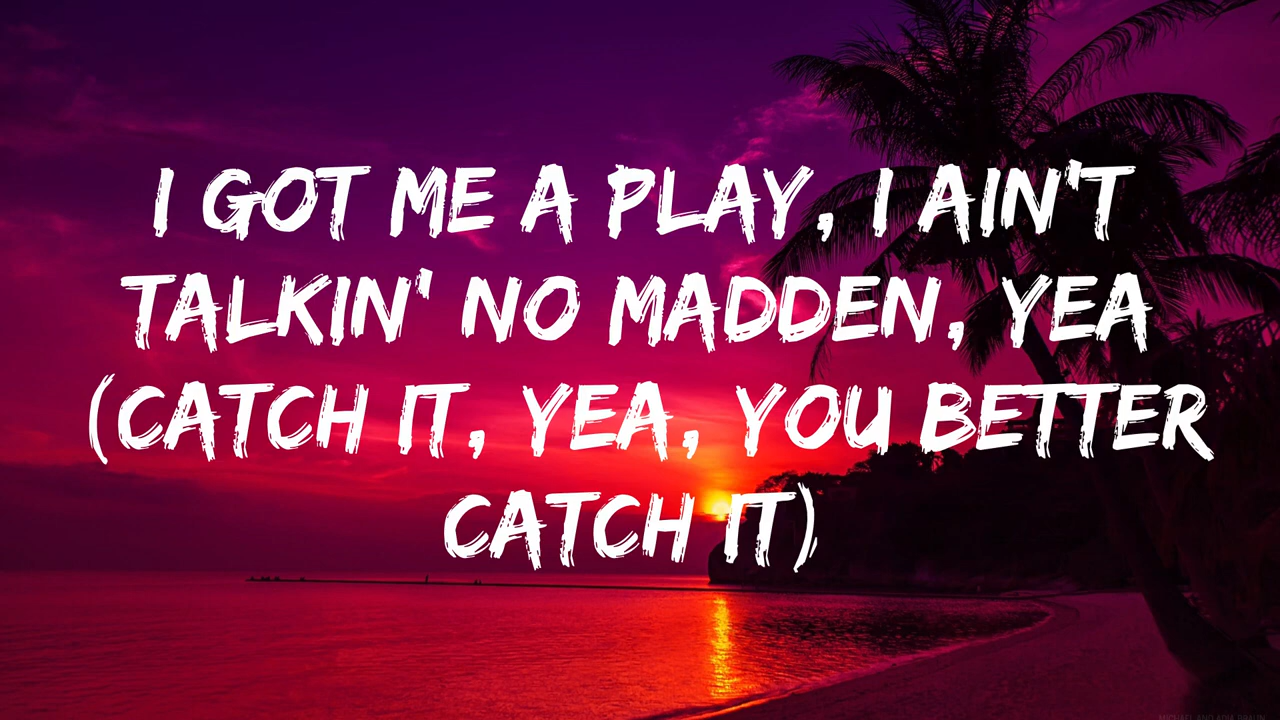 I GOT ME A PLAY, I AIN'T
TALKIN' NO MADDEN, YEA
(CATCH IT, YEA, YOU BETTER
CATCH IT)